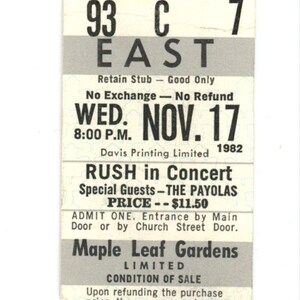 93 C 7
EAST
Retain Stub — Good Only
No Exchange — No Refund
WED. NOV. 17
8:00 P.M.
Davis Printing Limited 1982
RUSH in Concert
Special Guests—THE PAYOLAS
PRICE--$11.50
ADMIT ONE. Entrance by Main
Door or by Church Street Door.
Maple Leaf Gardens
LIMITED
CONDITION OF SALE
Upon refunding the purchase